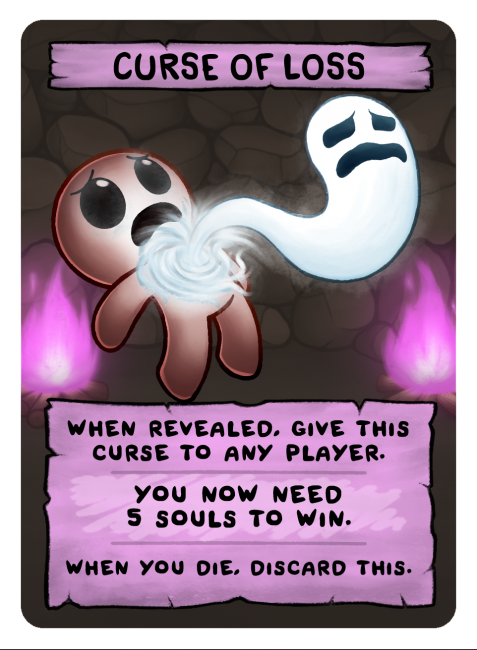 CURSE OF LOSS
WHEN REVEALED, GIVE THIS
CURSE TO ANY PLAYER.
YOU NOW NEED
5 SOULS TO WIN.
WHEN YOU DIE, DISCARD THIS.